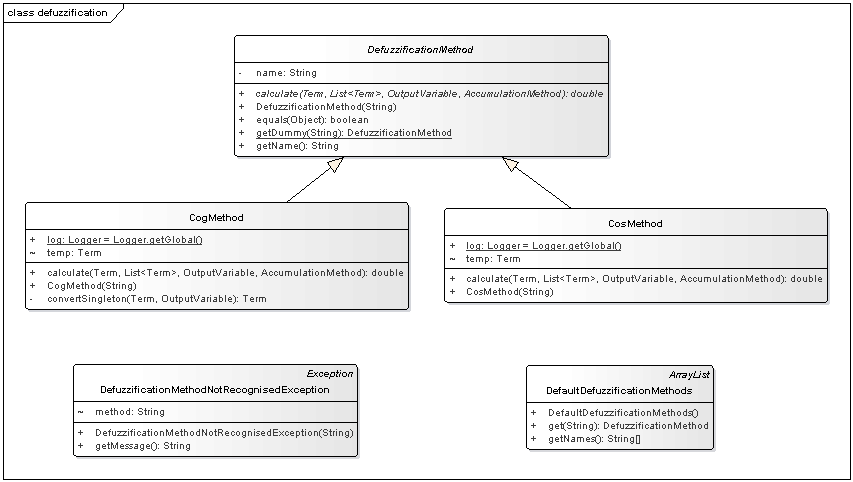 class defuzzification
DefuzzificationMethod
- name: String
+ calculate(Term, List<Term>, OutputVariable, AccumulationMethod): double
+ DefuzzificationMethod(String)
+ equals(Object): boolean
+ getDummy(String): DefuzzificationMethod
+ getName(): String
CogMethod
+ log: Logger = Logger.getGlobal()
~ temp: Term
+ calculate(Term, List<Term>, OutputVariable, AccumulationMethod): double
+ CogMethod(String)
- convertSingleton(Term, OutputVariable): Term
CosMethod
+ log: Logger = Logger.getGlobal()
~ temp: Term
+ calculate(Term, List<Term>, OutputVariable, AccumulationMethod): double
+ CosMethod(String)
Exception
DefuzzificationMethodNotRecognisedException
~ method: String
+ DefuzzificationMethodNotRecognisedException(String)
+ getMessage(): String
ArrayList
DefaultDefuzzificationMethods
+ DefaultDefuzzificationMethods()
+ get(String): DefuzzificationMethod
+ getNames(): String[]